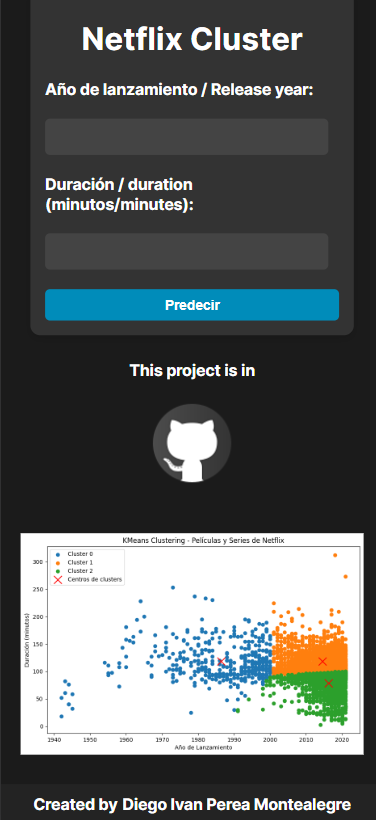 Netflix Cluster
Año de lanzamiento / Release year:
Duración / duration
(minutos/minutes):
Predecir
This project is in
KMeans Clustering - Películas y Series de Netflix
Cluster 0
Cluster 1
Cluster 2
Centros de clusters
Duración (minutos)
300
250
200
150
100
50
0
1940 1950 1960 1970 1980 1990 2000 2010 2020
Año de Lanzamiento
Created by Diego Ivan Perea Montealegre